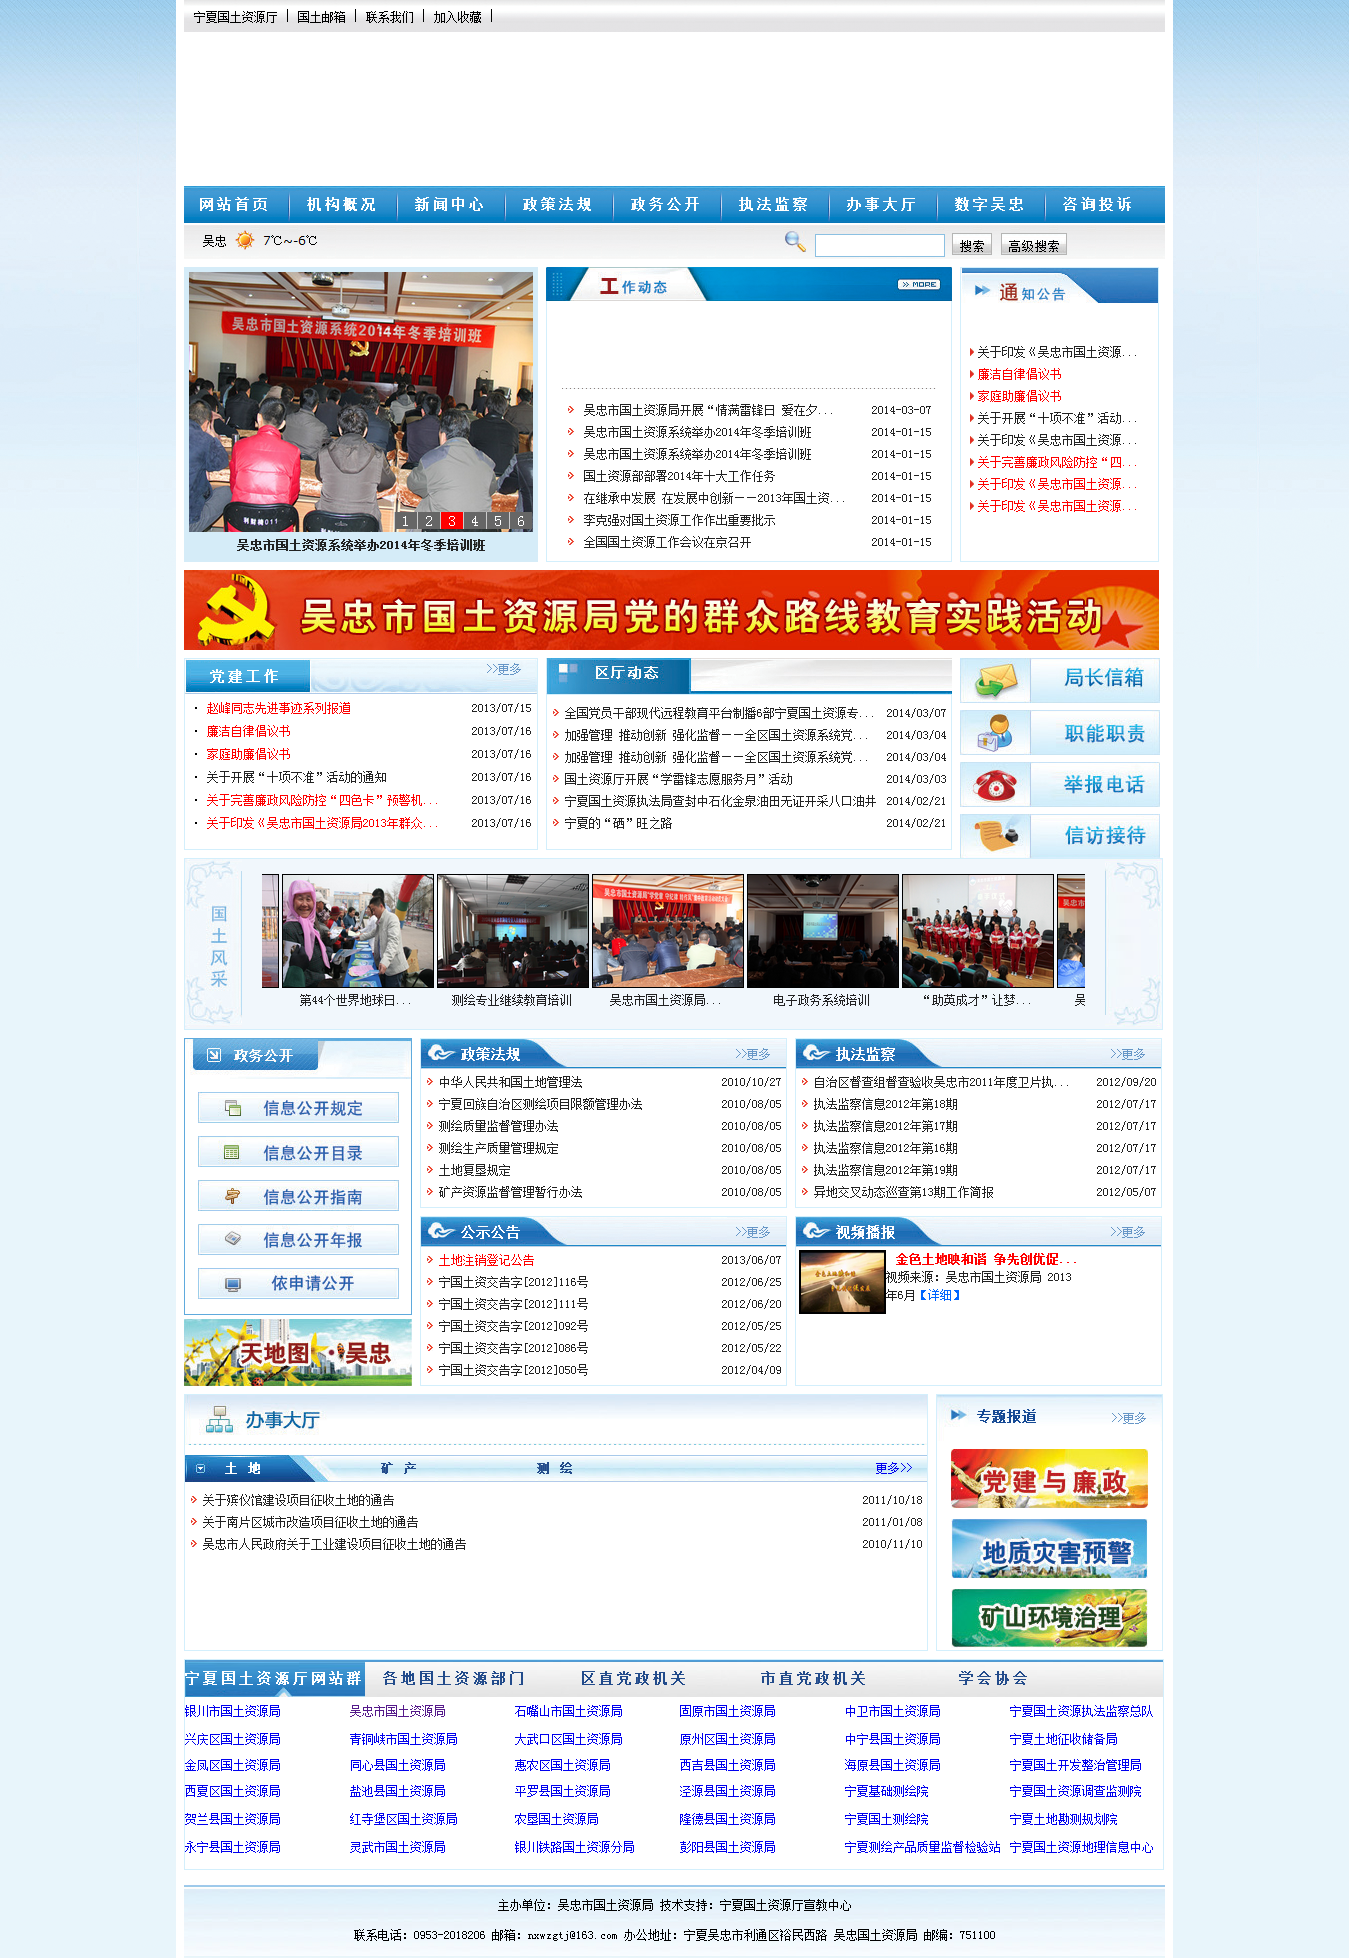 宁夏国土资源厅 国土邮箱 联系我们 加入收藏
网站首页 机构概况 新闻中心 政策法规 政务公开 执法监察 办事大厅 数字吴忠 咨询投诉
吴忠 7℃~-6℃ 搜索 高级搜索
吴忠市国土资源系统2014年冬季培训班
1 2 3 4 5 6
吴忠市国土资源系统举办2014年冬季培训班
工作动态 MORE
吴忠市国土资源局开展“情满雷锋日 爱在夕... 2014-03-07
吴忠市国土资源系统举办2014年冬季培训班 2014-01-15
吴忠市国土资源系统举办2014年冬季培训班 2014-01-15
国土资源部部署2014年十大工作任务 2014-01-15
在继承中发展 在发展中创新——2013年国土资... 2014-01-15
李克强对国土资源工作作出重要批示 2014-01-15
全国国土资源工作会议在京召开 2014-01-15
通知公告
关于印发《吴忠市国土资源...
廉洁自律倡议书
家庭助廉倡议书
关于开展“十项不准”活动...
关于印发《吴忠市国土资源...
关于完善廉政风险防控“四...
关于印发《吴忠市国土资源...
关于印发《吴忠市国土资源...
吴忠市国土资源局党的群众路线教育实践活动
党建工作 >>更多
赵峰同志先进事迹系列报道 2013/07/15
廉洁自律倡议书 2013/07/16
家庭助廉倡议书 2013/07/16
关于开展“十项不准”活动的通知 2013/07/16
关于完善廉政风险防控“四色卡”预警机... 2013/07/16
关于印发《吴忠市国土资源局2013年群众... 2013/07/16
区厅动态
全国党员干部现代远程教育平台制播6部宁夏国土资源专... 2014/03/07
加强管理 推动创新 强化监督——全区国土资源系统党... 2014/03/04
加强管理 推动创新 强化监督——全区国土资源系统党... 2014/03/04
国土资源厅开展“学雷锋志愿服务月”活动 2014/03/03
宁夏国土资源执法局查封中石化金泉油田无证开采八口油井 2014/02/21
宁夏的“硒”旺之路 2014/02/21
局长信箱
职能职责
举报电话
信访接待
国土风采
第44个世界地球日... 测绘专业继续教育培训 吴忠市国土资源局... 电子政务系统培训 “助英成才”让梦... 吴
政务公开
信息公开规定
信息公开目录
信息公开指南
信息公开年报
依申请公开
天地图·吴忠
政策法规 >>更多
中华人民共和国土地管理法 2010/10/27
宁夏回族自治区测绘项目限额管理办法 2010/08/05
测绘质量监督管理办法 2010/08/05
测绘生产质量管理规定 2010/08/05
土地复垦规定 2010/08/05
矿产资源监督管理暂行办法 2010/08/05
执法监察 >>更多
自治区督查组督查验收吴忠市2011年度卫片执... 2012/09/20
执法监察信息2012年第18期 2012/07/17
执法监察信息2012年第17期 2012/07/17
执法监察信息2012年第16期 2012/07/17
执法监察信息2012年第19期 2012/07/17
异地交叉动态巡查第13期工作简报 2012/05/07
公示公告 >>更多
土地注销登记公告 2013/06/07
宁国土资交告字[2012]116号 2012/06/25
宁国土资交告字[2012]111号 2012/06/20
宁国土资交告字[2012]092号 2012/05/25
宁国土资交告字[2012]086号 2012/05/22
宁国土资交告字[2012]050号 2012/04/09
视频播报 >>更多
金色土地映和谐 争先创优促...
视频来源：吴忠市国土资源局 2013
年6月【详细】
办事大厅
土 地 矿 产 测 绘 更多>>
关于殡仪馆建设项目征收土地的通告 2011/10/18
关于南片区城市改造项目征收土地的通告 2011/01/08
吴忠市人民政府关于工业建设项目征收土地的通告 2010/11/10
专题报道 >>更多
党建与廉政
地质灾害预警
矿山环境治理
宁夏国土资源厅网站群 各地国土资源部门 区直党政机关 市直党政机关 学会协会
银川市国土资源局 吴忠市国土资源局 石嘴山市国土资源局 固原市国土资源局 中卫市国土资源局 宁夏国土资源执法监察总队
兴庆区国土资源局 青铜峡市国土资源局 大武口区国土资源局 原州区国土资源局 中宁县国土资源局 宁夏土地征收储备局
金凤区国土资源局 同心县国土资源局 惠农区国土资源局 西吉县国土资源局 海原县国土资源局 宁夏国土开发整治管理局
西夏区国土资源局 盐池县国土资源局 平罗县国土资源局 泾源县国土资源局 宁夏基础测绘院 宁夏国土资源调查监测院
贺兰县国土资源局 红寺堡区国土资源局 农垦国土资源局 隆德县国土资源局 宁夏国土测绘院 宁夏土地勘测规划院
永宁县国土资源局 灵武市国土资源局 银川铁路国土资源分局 彭阳县国土资源局 宁夏测绘产品质量监督检验站 宁夏国土资源地理信息中心
主办单位：吴忠市国土资源局 技术支持：宁夏国土资源厅宣教中心
联系电话：0953-2018206 邮箱：nxwzgtj@163.com 办公地址：宁夏吴忠市利通区裕民西路 吴忠国土资源局 邮编：751100